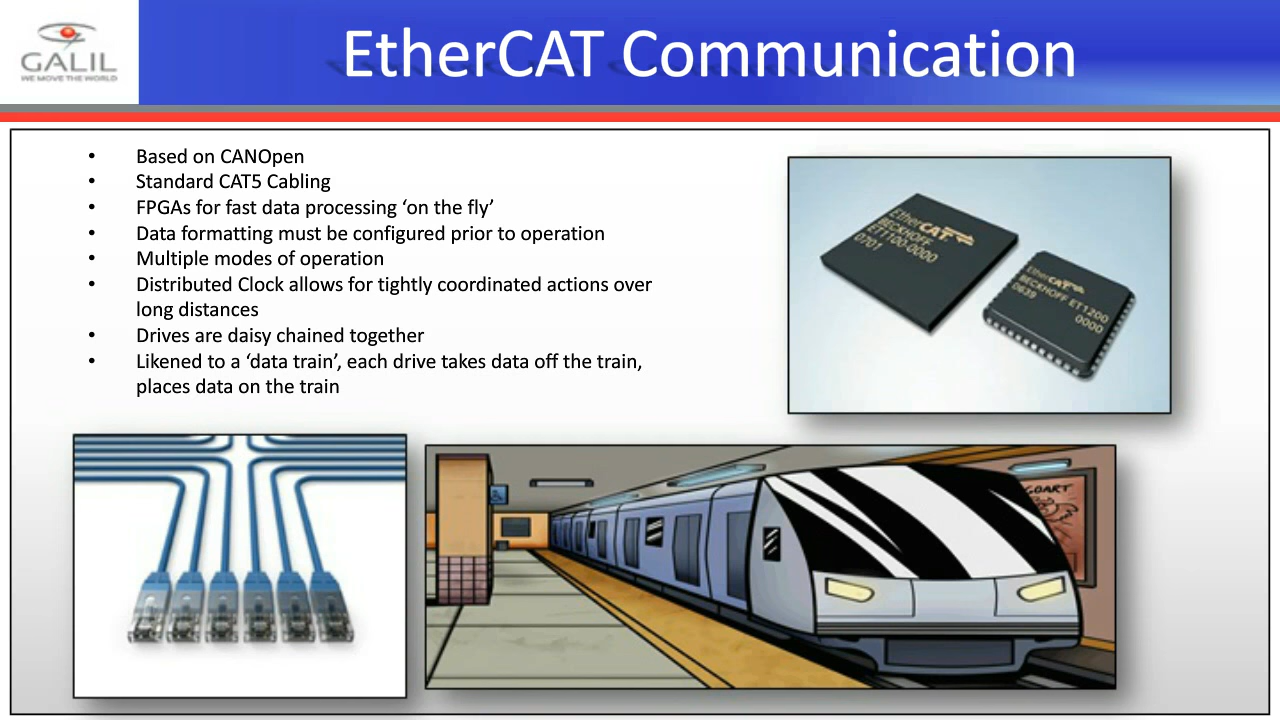 GALIL
WE MOVE THE WORLD
EtherCAT Communication
• Based on CANOpen
• Standard CAT5 Cabling
• FPGAs for fast data processing ‘on the fly’
• Data formatting must be configured prior to operation
• Multiple modes of operation
• Distributed Clock allows for tightly coordinated actions over
long distances
• Drives are daisy chained together
• Likened to a ‘data train’, each drive takes data off the train,
places data on the train
EtherCAT
BECKHOFF
ET1100-0000
0701
EtherCAT
BECKHOFF ET1200
0639
0000